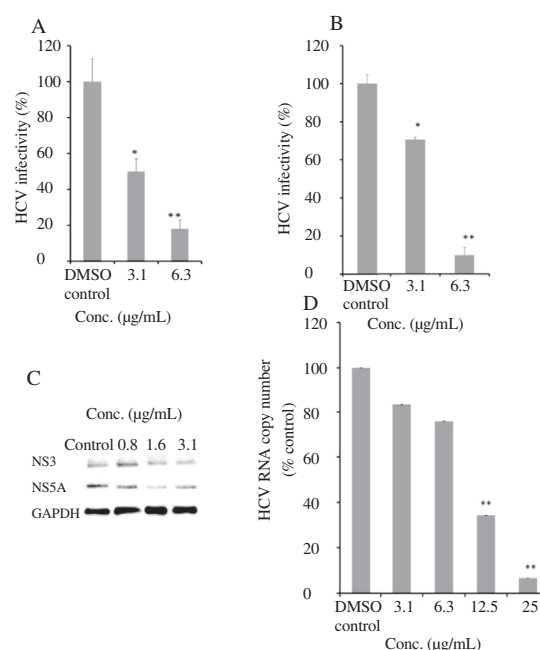 A
HCV infectivity (%)
120
100
80
60
40
20
0
*
**
DMSO control
3.1
6.3
Conc. (µg/mL)
B
HCV infectivity (%)
120
100
80
60
40
20
0
*
**
DMSO control
3.1
6.3
Conc. (µg/mL)
C
Conc. (µg/mL)
Control 0.8 1.6 3.1
NS3
NS5A
GAPDH
D
HCV RNA copy number
(% control)
120
100
80
60
40
20
0
**
**
DMSO control
3.1
6.3
12.5
25
Conc. (µg/mL)